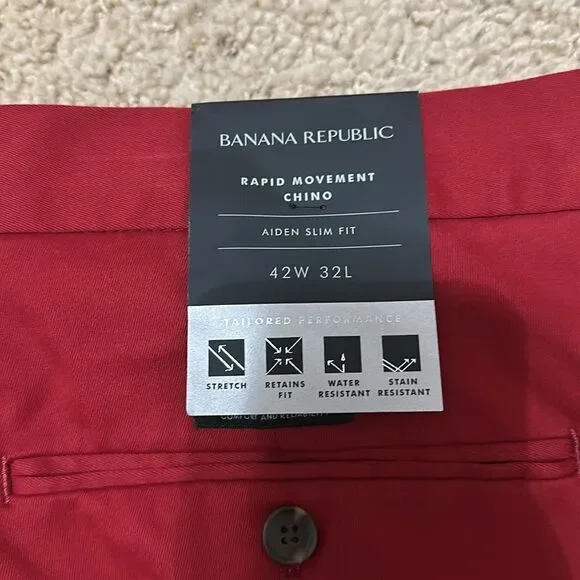 BANANA REPUBLIC
RAPID MOVEMENT
CHINO
AIDEN SLIM FIT
42W 32L
TAILORED PERFORMANCE
STRETCH
RETAINS
FIT
WATER
RESISTANT
STAIN
RESISTANT
COMFORT AND